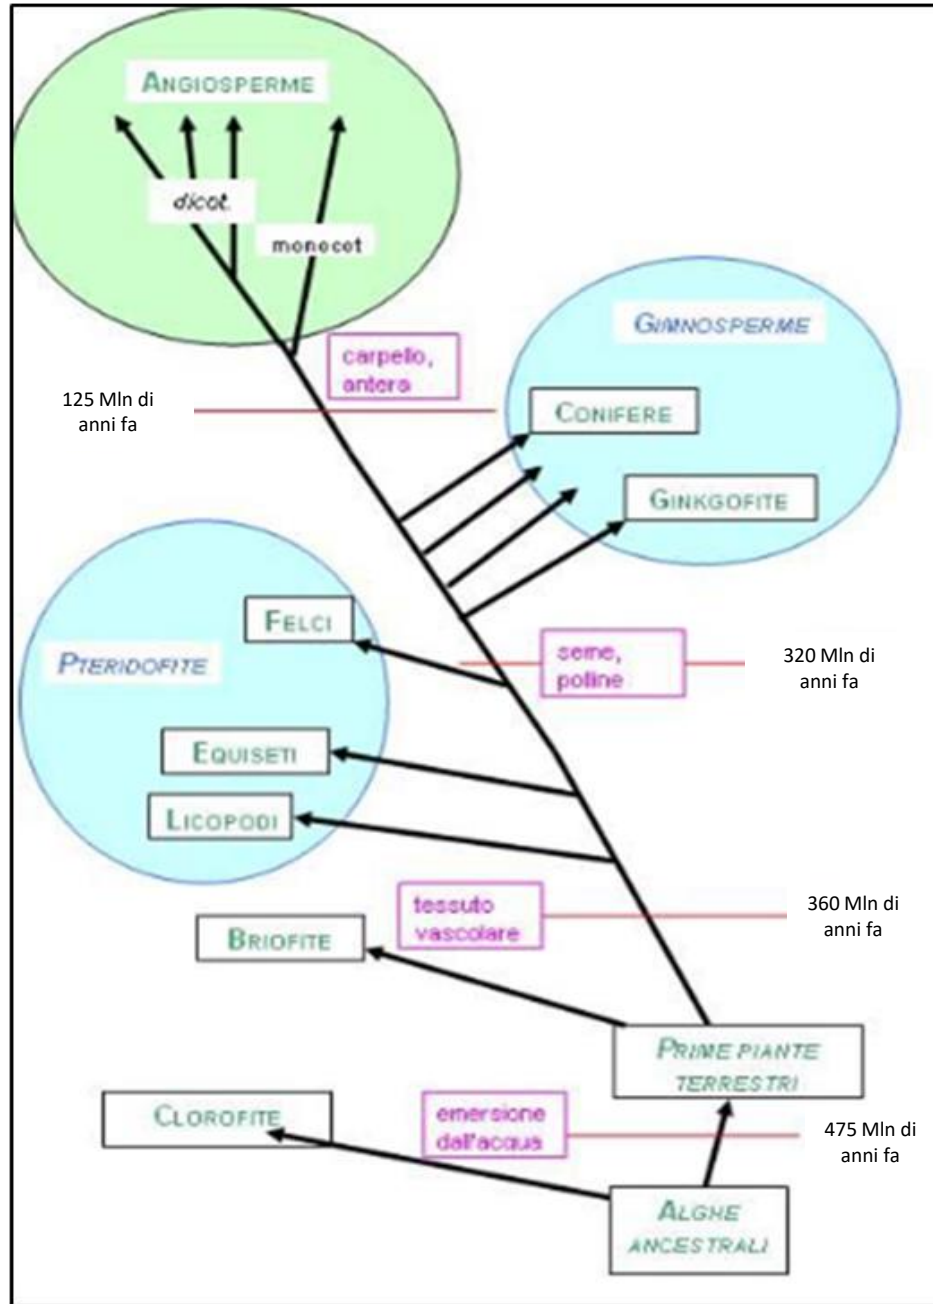 ANGIOSPERME
dicot.
monocot
GIMNOSPERME
carpello,
antera
125 Mln di
anni fa
CONIFERE
GINKGOFITE
FELCI
PTERIDOFITE
seme,
polline
320 Mln di
anni fa
EQUISETI
LICOPODI
tessuto
vascolare
360 Mln di
anni fa
BRIOFITE
PRIME PIANTE
TERRESTRI
CLOROFITE
emersione
dall'acqua
475 Mln di
anni fa
ALGHE
ANCESTRALI